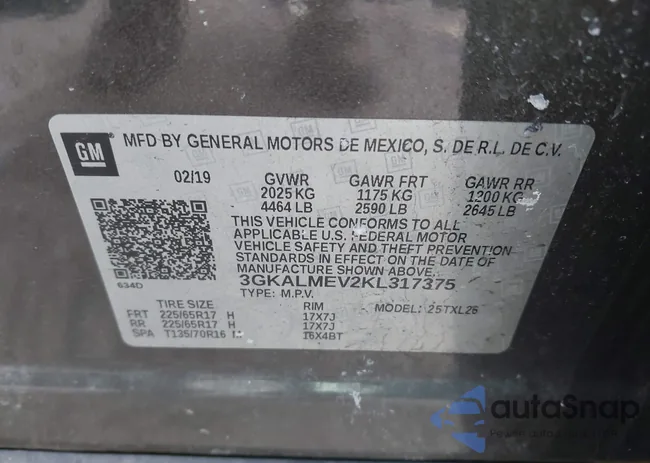 GM
MFD BY GENERAL MOTORS DE MEXICO, S. DE R.L. DE C.V.
02/19 GVWR GAWR FRT GAWR RR
2025 KG 1175 KG 1200 KG
4464 LB 2590 LB 2645 LB
THIS VEHICLE CONFORMS TO ALL
APPLICABLE U.S. FEDERAL MOTOR
VEHICLE SAFETY AND THEFT PREVENTION
STANDARDS IN EFFECT ON THE DATE
OF MANUFACTURE SHOWN ABOVE.
634D 3GKALMEV2KL317375
TYPE: M.P.V. MODEL: 25TXL26
TIRE SIZE RIM
FRT 225/65R17 H 17X7J
RR 225/65R17 H 17X7J
SPA T135/70R16 M 16X4BT
autoSnap